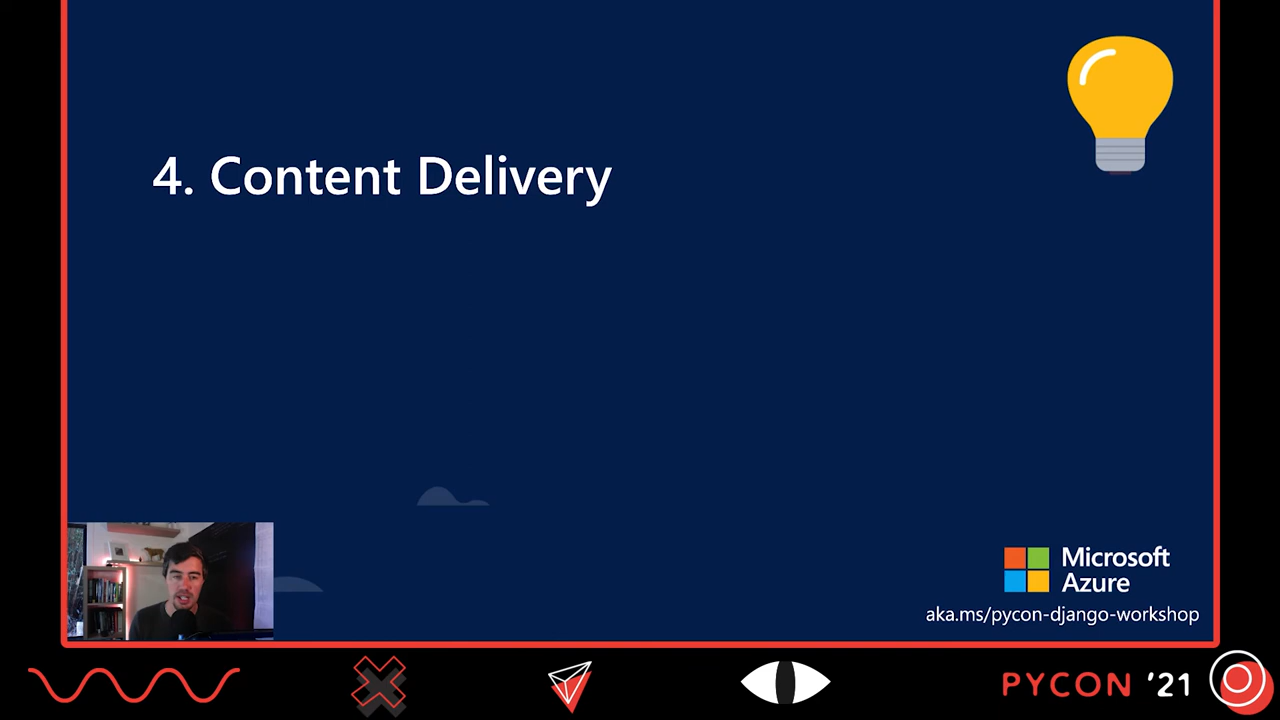 4. Content Delivery
Microsoft
Azure
aka.ms/pycon-django-workshop
PYCON '21